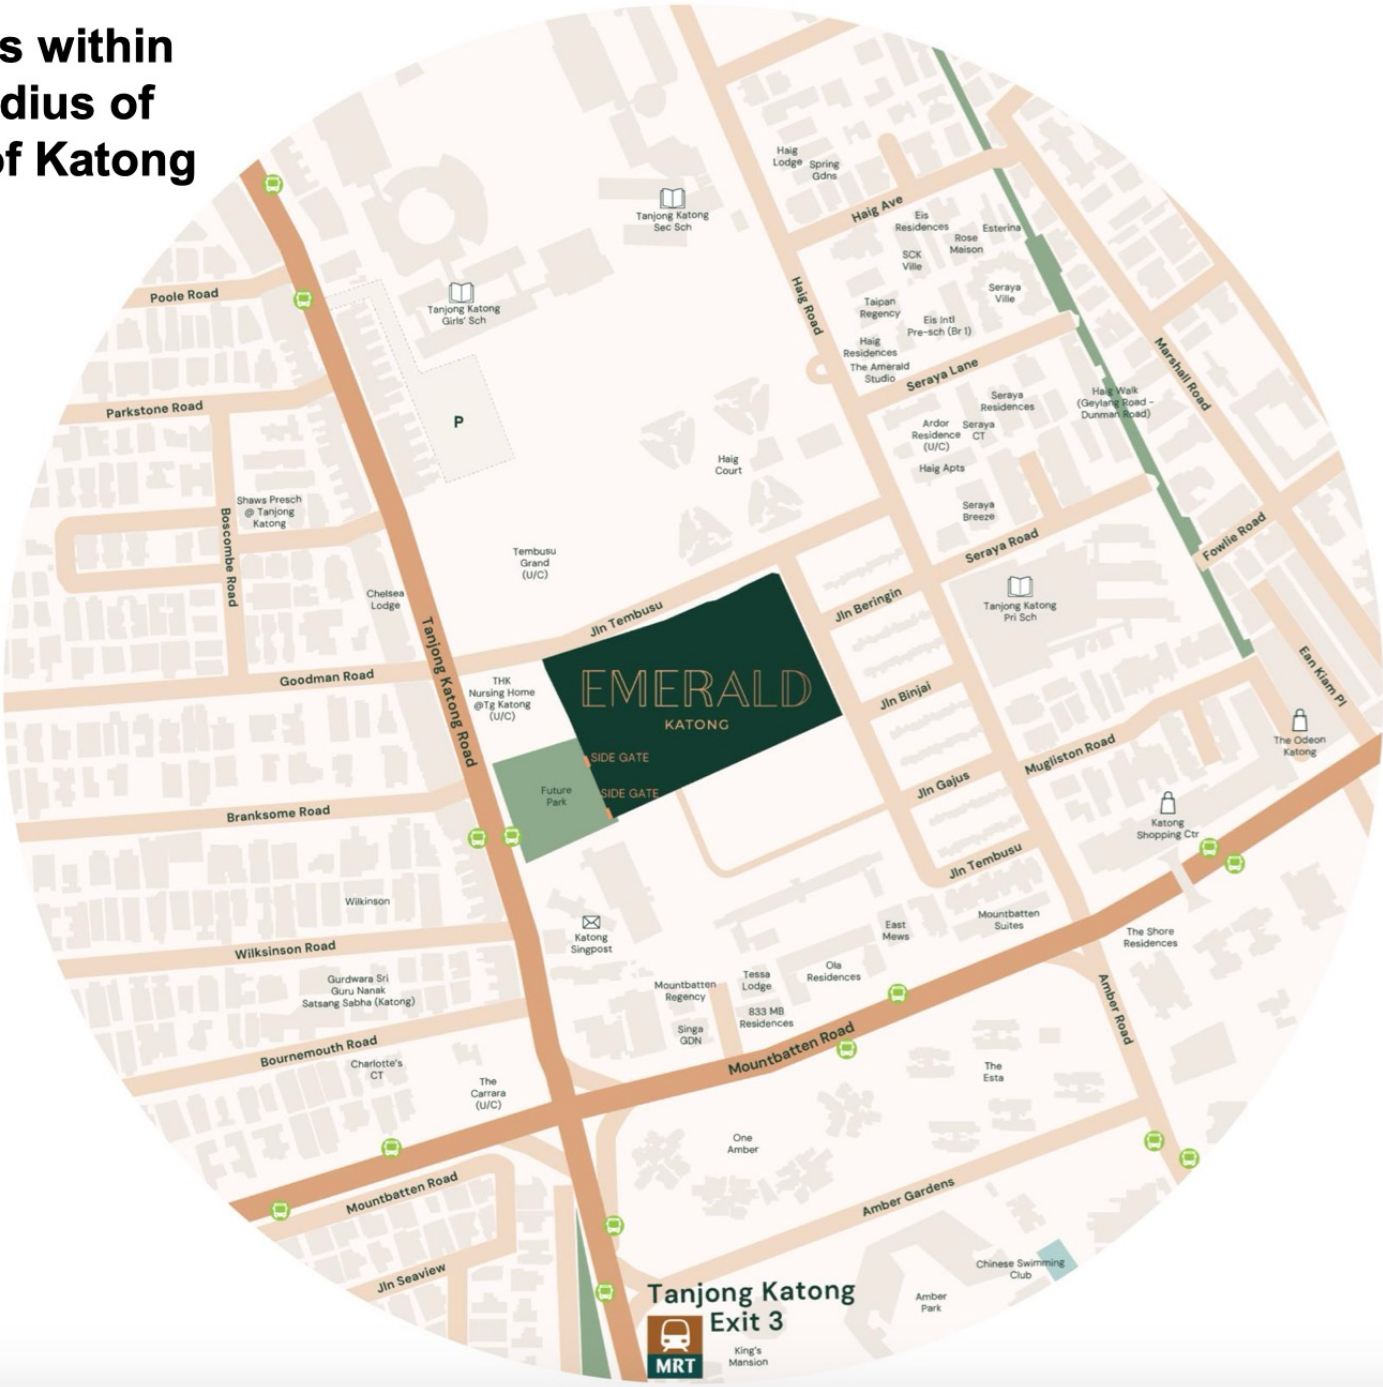 s within
dius of
of Katong
Haig
Lodge
Spring
Gdns
Tanjong Katong
Sec Sch
Haig Ave
Eis
Residences
Esterina
Rose
Maison
SCK
Ville
Seraya
Ville
Poole Road
Tanjong Katong
Girls' Sch
Haig Road
Taipan
Regency
Eis Intl
Pre-sch (Br 1)
Haig
Residences
The Amerald
Studio
Seraya Lane
Marshall Road
Parkstone Road
P
Seraya
Residences
Haig Walk
(Geylang Road -
Dunman Road)
Ardor
Residence
(U/C)
Seraya
CT
Haig
Court
Haig Apts
Shaws Presch
@ Tanjong
Katong
Boscombe Road
Seraya
Breeze
Seraya Road
Fowlie Road
Tembusu
Grand
(U/C)
Chelsea
Lodge
Jln Tembusu
Jln Beringin
Tanjong Katong
Pri Sch
Tanjong Katong Road
Goodman Road
THK
Nursing Home
@Tg Katong
(U/C)
EMERALD
KATONG
Jln Binjai
Ean Kiam Pl
SIDE GATE
SIDE GATE
Future
Park
Mugliston Road
The Odeon
Katong
Jln Gajus
Branksome Road
Katong
Shopping Ctr
Jln Tembusu
Wilkinson
Katong
Singpost
East
Mews
Mountbatten
Suites
The Shore
Residences
Wilksinson Road
Gurdwara Sri
Guru Nanak
Satsang Sabha (Katong)
Mountbatten
Regency
Tessa
Lodge
Ola
Residences
833 MB
Residences
Singa
GDN
Amber Road
Bournemouth Road
Mountbatten Road
Charlotte's
CT
The
Carrara
(U/C)
The
Esta
One
Amber
Mountbatten Road
Amber Gardens
Jln Seaview
Chinese Swimming
Club
Tanjong Katong
Exit 3
Amber
Park
MRT
King's
Mansion